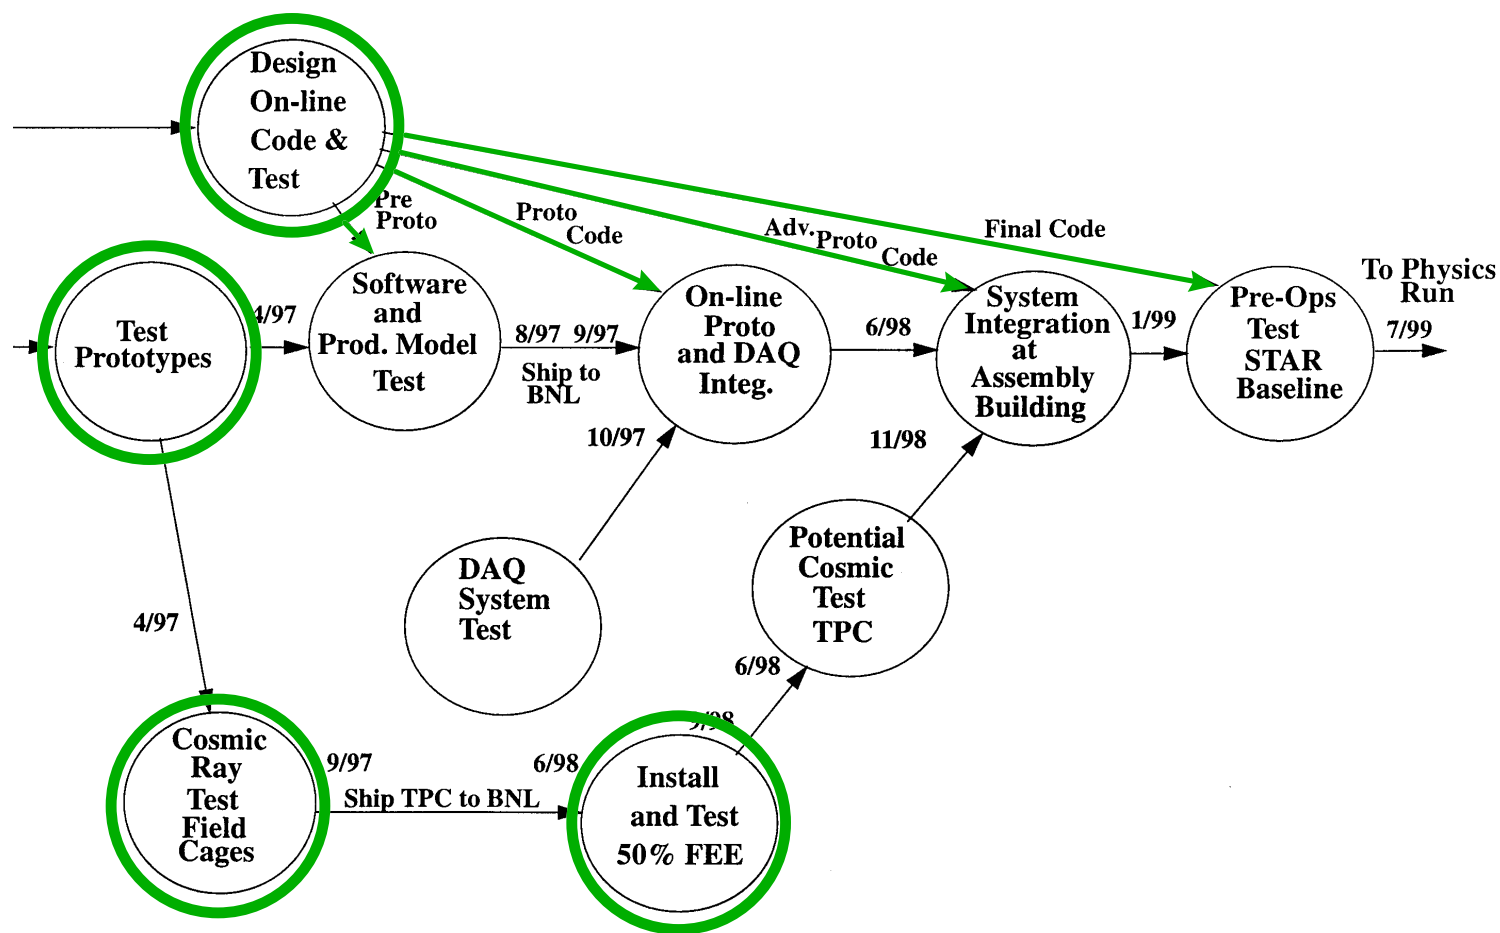 Design
On-line
Code &
Test
Pre
Proto
Proto
Code
Adv. Proto
Code
Final Code
To Physics
Run
7/99
Test
Prototypes
4/97
Software
and
Prod. Model
Test
8/97 9/97
Ship to
BNL
On-line
Proto
and DAQ
Integ.
6/98
System
Integration
at
Assembly
Building
1/99
Pre-Ops
Test
STAR
Baseline
10/97
11/98
DAQ
System
Test
Potential
Cosmic
Test
TPC
4/97
6/98
Cosmic
Ray
Test
Field
Cages
9/97
Ship TPC to BNL
6/98
Install
and Test
50% FEE